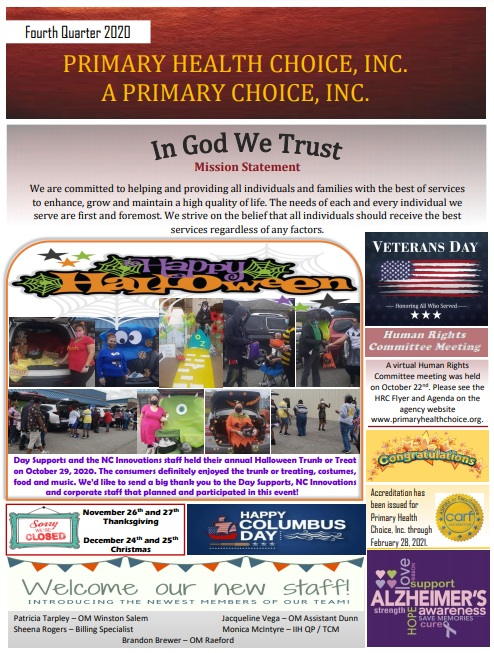 Fourth Quarter 2020
PRIMARY HEALTH CHOICE, INC.
A PRIMARY CHOICE, INC.
In God We Trust
Mission Statement
We are committed to helping and providing all individuals and families with the best of services
to enhance, grow and maintain a high quality of life. The needs of each and every individual we
serve are first and foremost. We strive on the belief that all individuals should receive the best
services regardless of any factors.
Happy
Halloween
Day Supports and the NC Innovations staff held their annual Halloween Trunk or Treat
on October 29, 2020. The consumers definitely enjoyed the trunk or treating, costumes,
food and music. We'd like to send a big thank you to the Day Supports, NC Innovations
and corporate staff that planned and participated in this event!
VETERANS DAY
Honoring All Who Served
Human Rights
Committee Meeting
A virtual Human Rights
Committee meeting was held
on October 22nd. Please see the
HRC Flyer and Agenda on the
agency website
www.primaryhealthchoice.org.
Congratulations
Accreditation has
been issued for
Primary Health
Choice, Inc. through
February 28, 2021.
carf
Sorry
WE'RE
CLOSED
November 26th and 27th
Thanksgiving
December 24th and 25th
Christmas
HAPPY
COLUMBUS
DAY
Welcome our new staff!
INTRODUCING THE NEWEST MEMBERS OF OUR TEAM!
Patricia Tarpley – OM Winston Salem
Jacqueline Vega – OM Assistant Dunn
Sheena Rogers – Billing Specialist
Monica McIntyre – IIH QP / TCM
Brandon Brewer – OM Raeford
love
support
ALZHEIMER'S
strength
HOPE
awareness
SAVE MEMORIES
cure